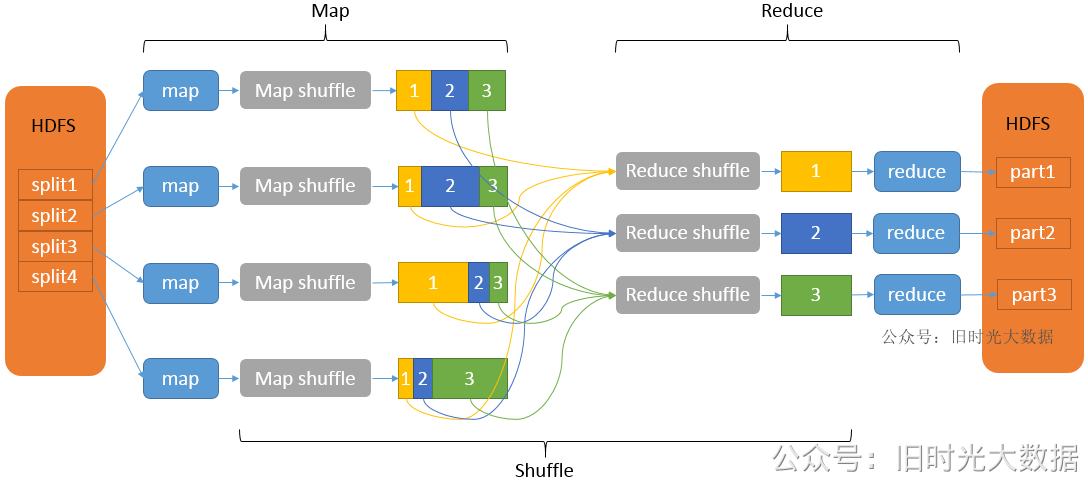 Map
Reduce
HDFS
split1
split2
split3
split4
map
Map shuffle
1 2 3
map
Map shuffle
1 2 3
map
Map shuffle
1 2 3
map
Map shuffle
1 2 3
Reduce shuffle
1
reduce
Reduce shuffle
2
reduce
Reduce shuffle
3
reduce
HDFS
part1
part2
part3
公众号：旧时光大数据
Shuffle
公众号：旧时光大数据